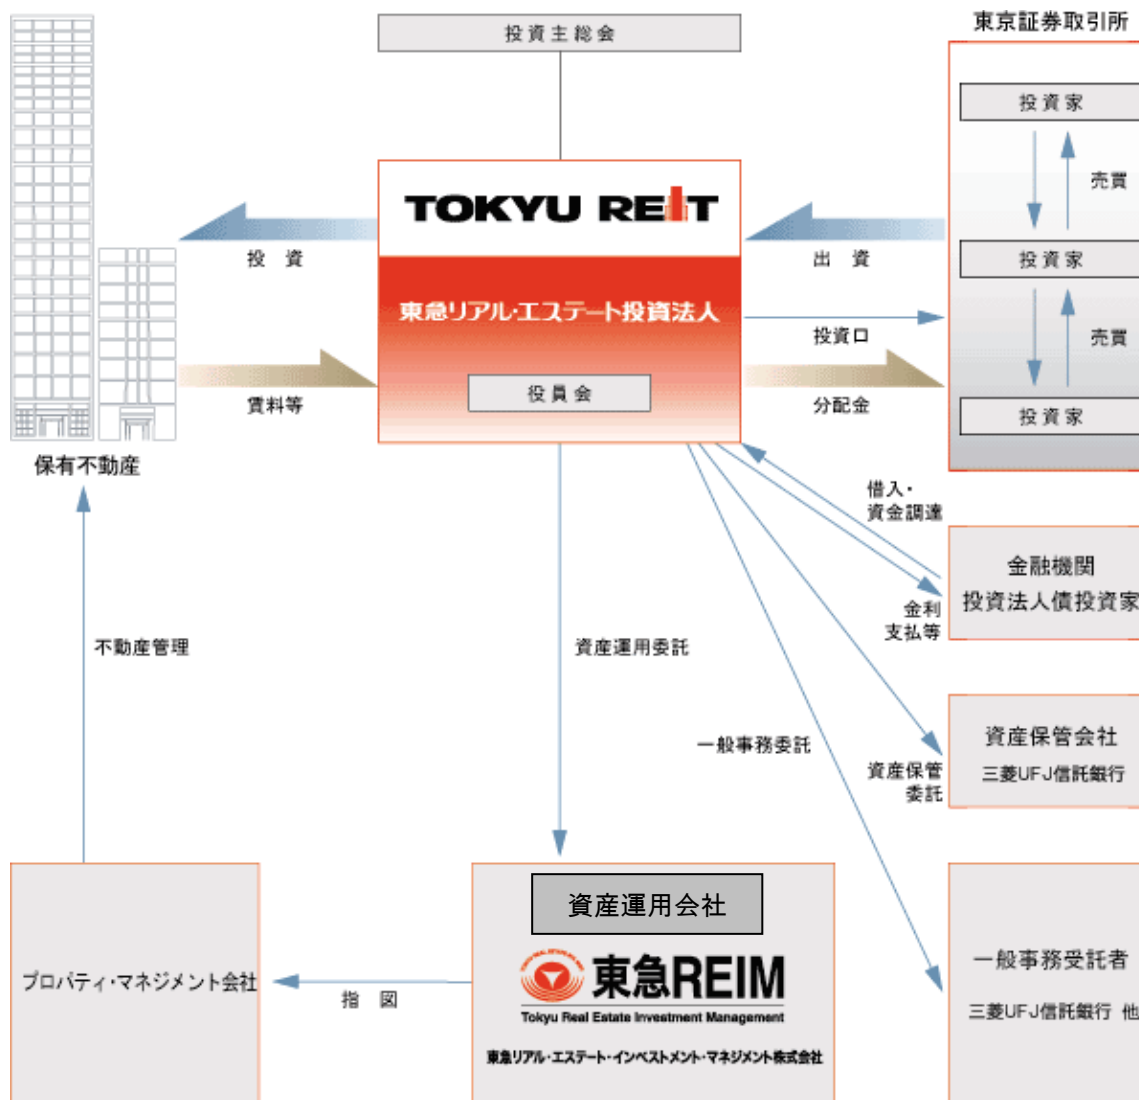 投資主総会
東京証券取引所
投資家
売買
投資家
売買
投資家
TOKYU REIT
東急リアル・エステート投資法人
役員会
投資
賃料等
出資
投資口
分配金
保有不動産
借入・
資金調達
金利
支払等
金融機関
投資法人債投資家
不動産管理
資産運用委託
一般事務委託
資産保管
委託
資産保管会社
三菱UFJ信託銀行
プロパティ・マネジメント会社
指図
資産運用会社
東急REIM
Tokyu Real Estate Investment Management
東急リアル・エステート・インベストメント・マネジメント株式会社
一般事務受託者
三菱UFJ信託銀行 他